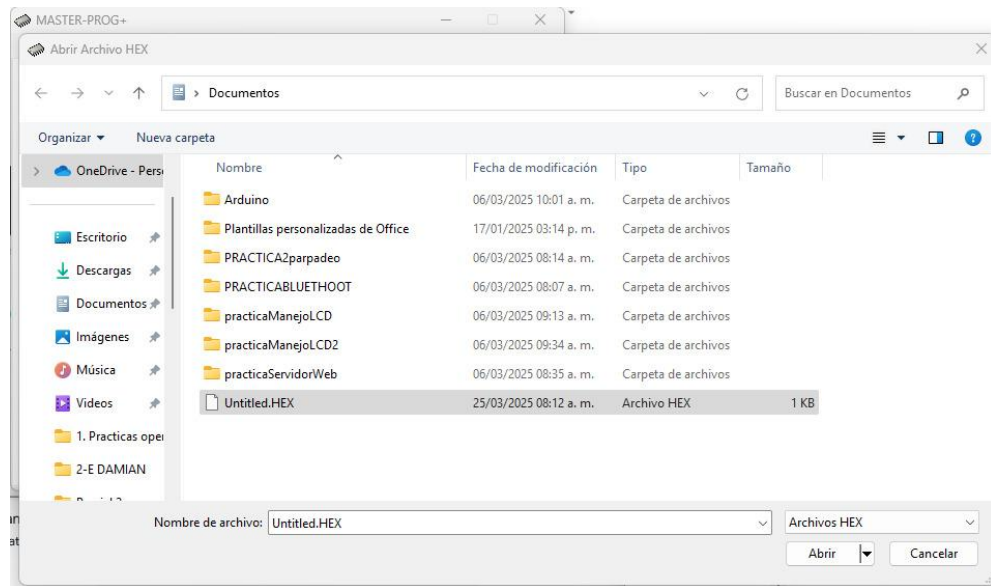 MASTER-PROG+
Abrir Archivo HEX
Documentos
Buscar en Documentos
Organizar
Nueva carpeta
Nombre Fecha de modificación Tipo Tamaño
OneDrive - Pers
Arduino 06/03/2025 10:01 a. m. Carpeta de archivos
Plantillas personalizadas de Office 17/01/2025 03:14 p. m. Carpeta de archivos
Escritorio
PRACTICA2parpadeo 06/03/2025 08:14 a. m. Carpeta de archivos
Descargas
PRACTICABLUETHOOT 06/03/2025 08:07 a. m. Carpeta de archivos
Documentos
practicaManejoLCD 06/03/2025 09:13 a. m. Carpeta de archivos
Imágenes
practicaManejoLCD2 06/03/2025 09:34 a. m. Carpeta de archivos
Música
practicaServidorWeb 06/03/2025 08:35 a. m. Carpeta de archivos
Videos
Untitled.HEX 25/03/2025 08:12 a. m. Archivo HEX 1 KB
1. Practicas oper
2-E DAMIAN
Nombre de archivo: Untitled.HEX
Archivos HEX
Abrir
Cancelar